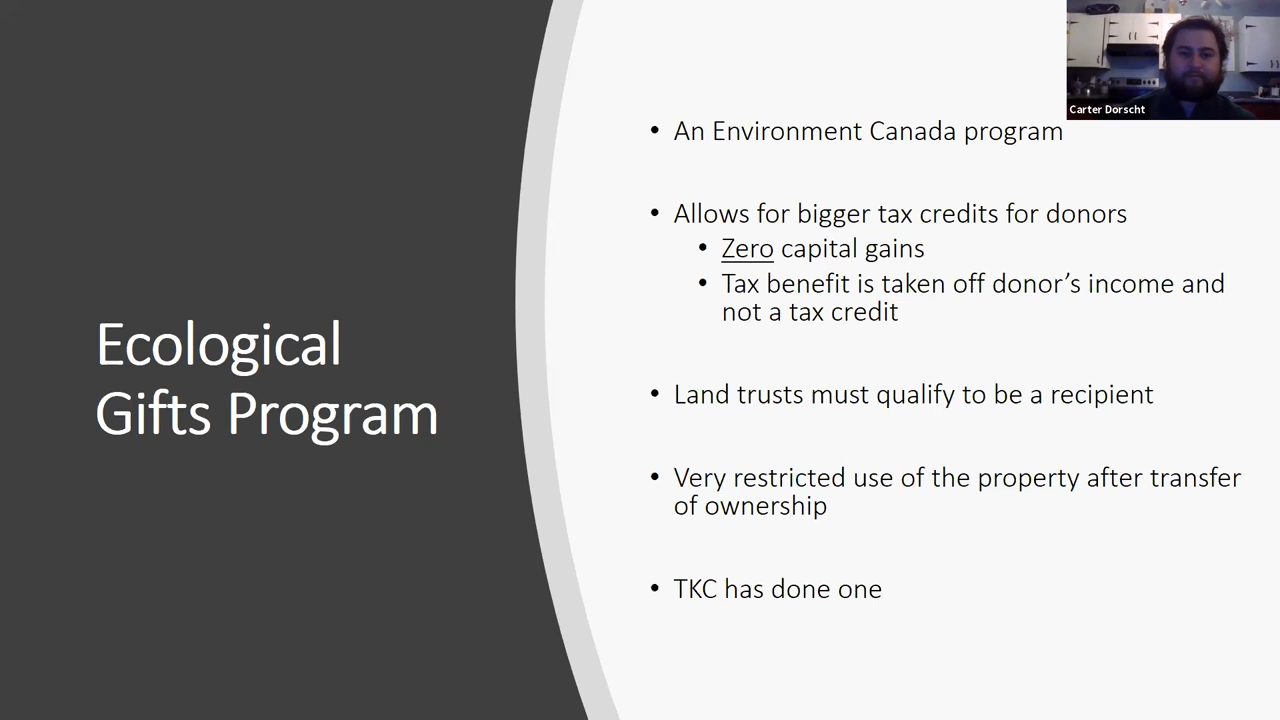 Carter Dorscht
Ecological
Gifts Program
• An Environment Canada program
• Allows for bigger tax credits for donors
• Zero capital gains
• Tax benefit is taken off donor’s income and
not a tax credit
• Land trusts must qualify to be a recipient
• Very restricted use of the property after transfer
of ownership
• TKC has done one